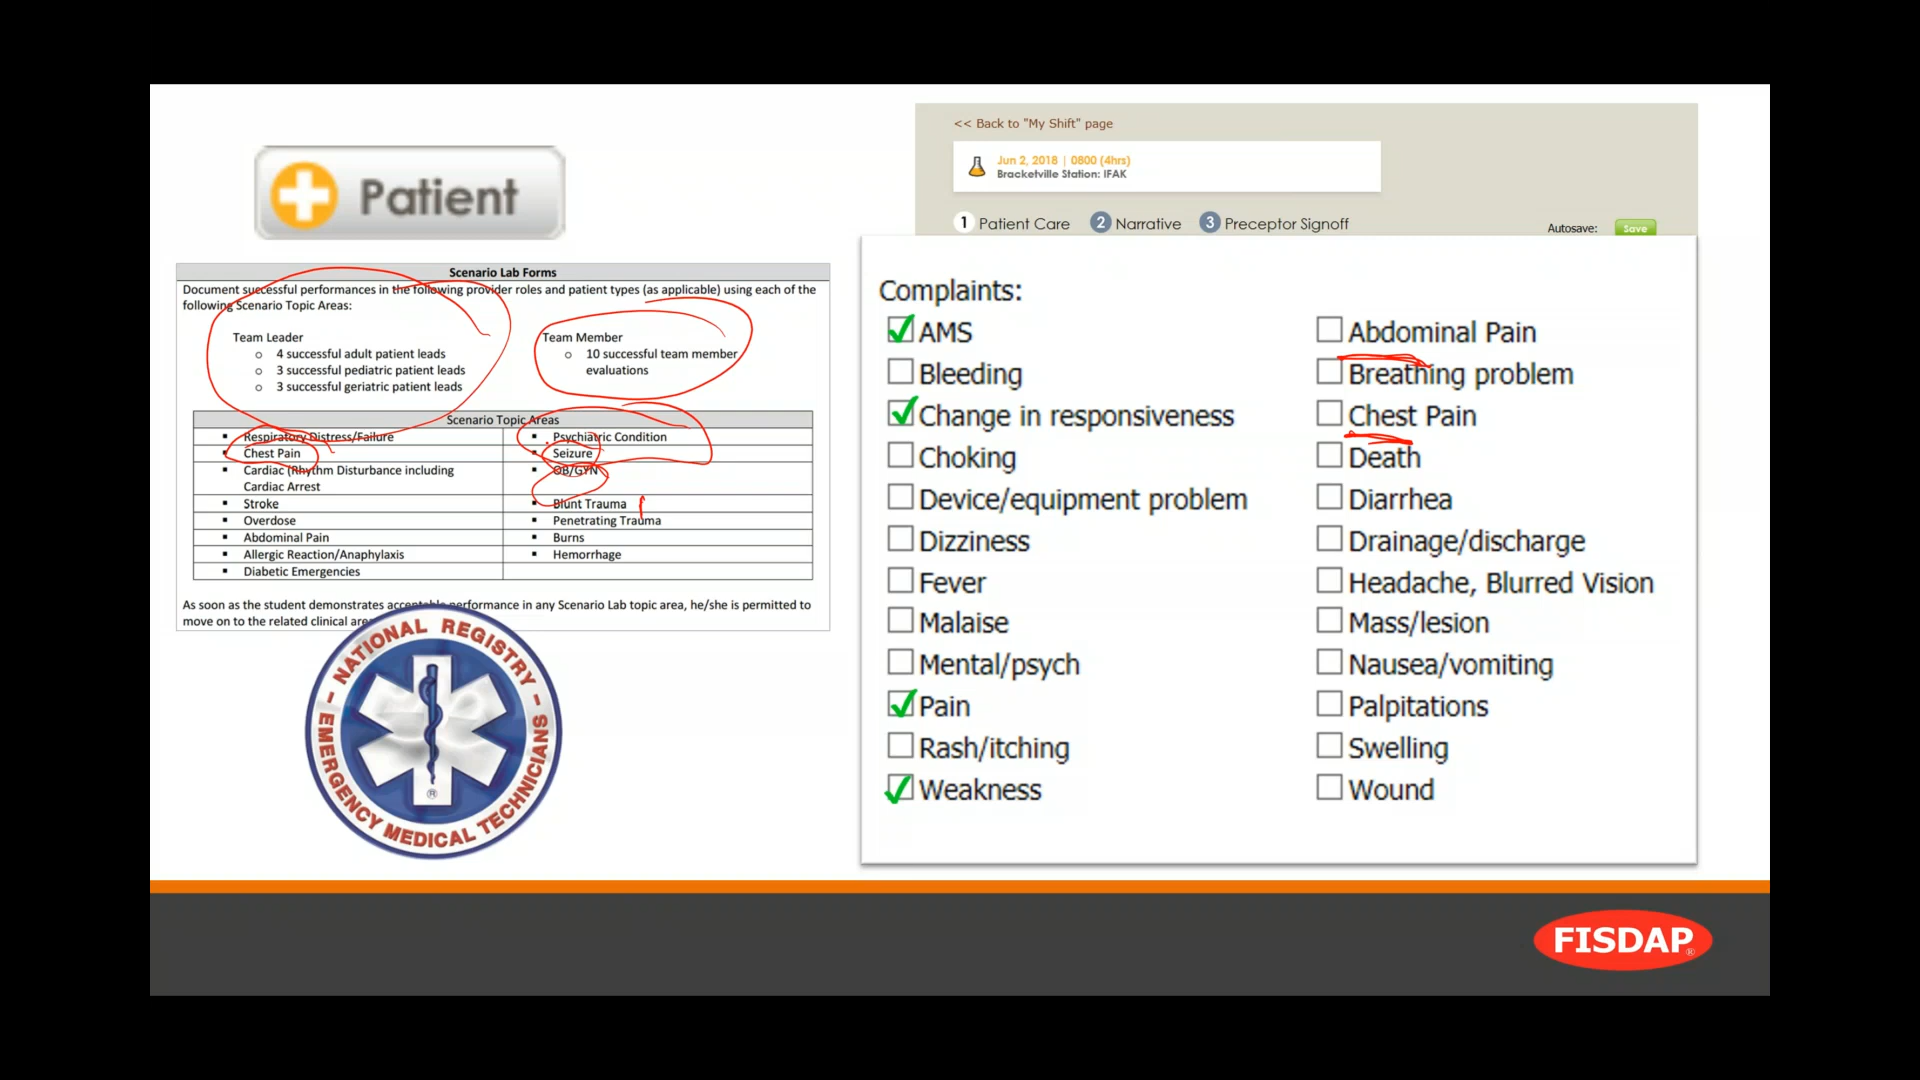 Patient
Scenario Lab Forms
Document successful performances in the following provider roles and patient types (as applicable) using each of the
following Scenario Topic Areas:
Team Leader
○ 4 successful adult patient leads
○ 3 successful pediatric patient leads
○ 3 successful geriatric patient leads
Team Member
○ 10 successful team member
evaluations
Scenario Topic Areas
▪ Respiratory Distress/Failure
▪ Psychiatric Condition
▪ Chest Pain
▪ Seizure
▪ Cardiac (Rhythm Disturbance including
Cardiac Arrest
▪ OB/GYN
▪ Stroke
▪ Blunt Trauma
▪ Overdose
▪ Penetrating Trauma
▪ Abdominal Pain
▪ Burns
▪ Allergic Reaction/Anaphylaxis
▪ Hemorrhage
▪ Diabetic Emergencies
As soon as the student demonstrates acceptable performance in any Scenario Lab topic area, he/she is permitted to
move on to the related clinical
- NATIONAL REGISTRY -
EMERGENCY MEDICAL TECHNICIANS
®
<< Back to "My Shift" page
Jun 2, 2018 | 0800 (4hrs)
Bracketville Station: IFAK
1 Patient Care 2 Narrative 3 Preceptor Signoff
Autosave: Save
Complaints:
AMS
Bleeding
Change in responsiveness
Choking
Device/equipment problem
Dizziness
Fever
Malaise
Mental/psych
Pain
Rash/itching
Weakness
Abdominal Pain
Breathing problem
Chest Pain
Death
Diarrhea
Drainage/discharge
Headache, Blurred Vision
Mass/lesion
Nausea/vomiting
Palpitations
Swelling
Wound
FISDAP®